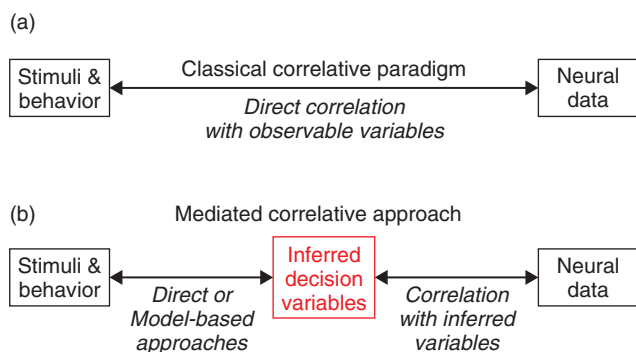 (a)
Stimuli &
behavior
Classical correlative paradigm
Direct correlation
with observable variables
Neural
data
(b)
Mediated correlative approach
Stimuli &
behavior
Direct or
Model-based
approaches
Inferred
decision
variables
Correlation
with inferred
variables
Neural
data